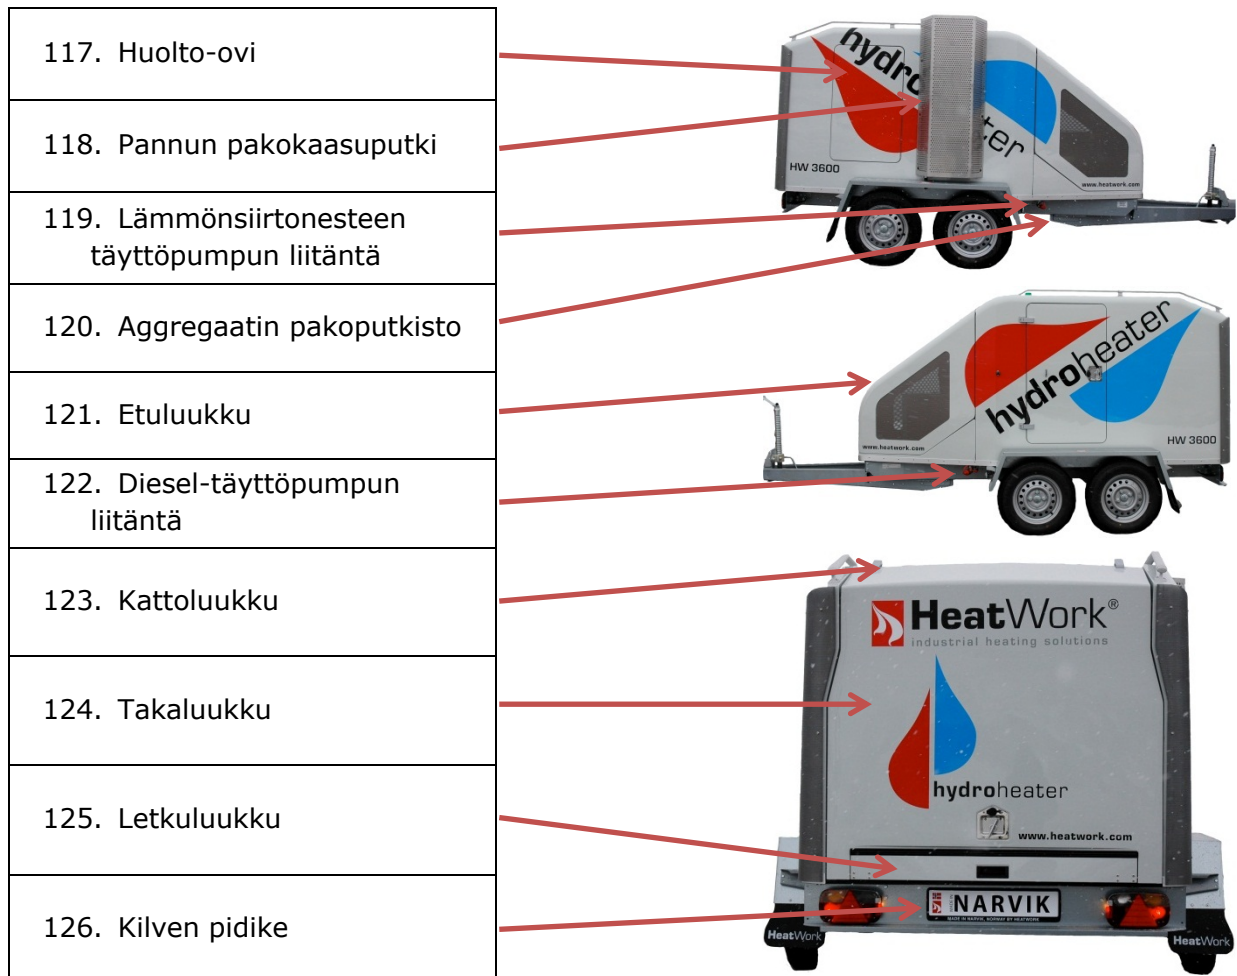 117. Huolto-ovi
118. Pannun pakokaasuputki
119. Lämmönsiirtonesteen
täyttöpumpun liitäntä
120. Aggregaatin pakoputkisto
121. Etuluukku
122. Diesel-täyttöpumpun
liitäntä
123. Kattoluukku
124. Takaluukku
125. Letkuluukku
126. Kilven pidike
hydro
ter
HW 3600
www.heatwork.com
hydroheater
www.heatwork.com
HW 3600
HeatWork®
industrial heating solutions
hydroheater
www.heatwork.com
NARVIK
MADE IN NARVIK, NORWAY BY HEATWORK
HeatWork
HeatWork